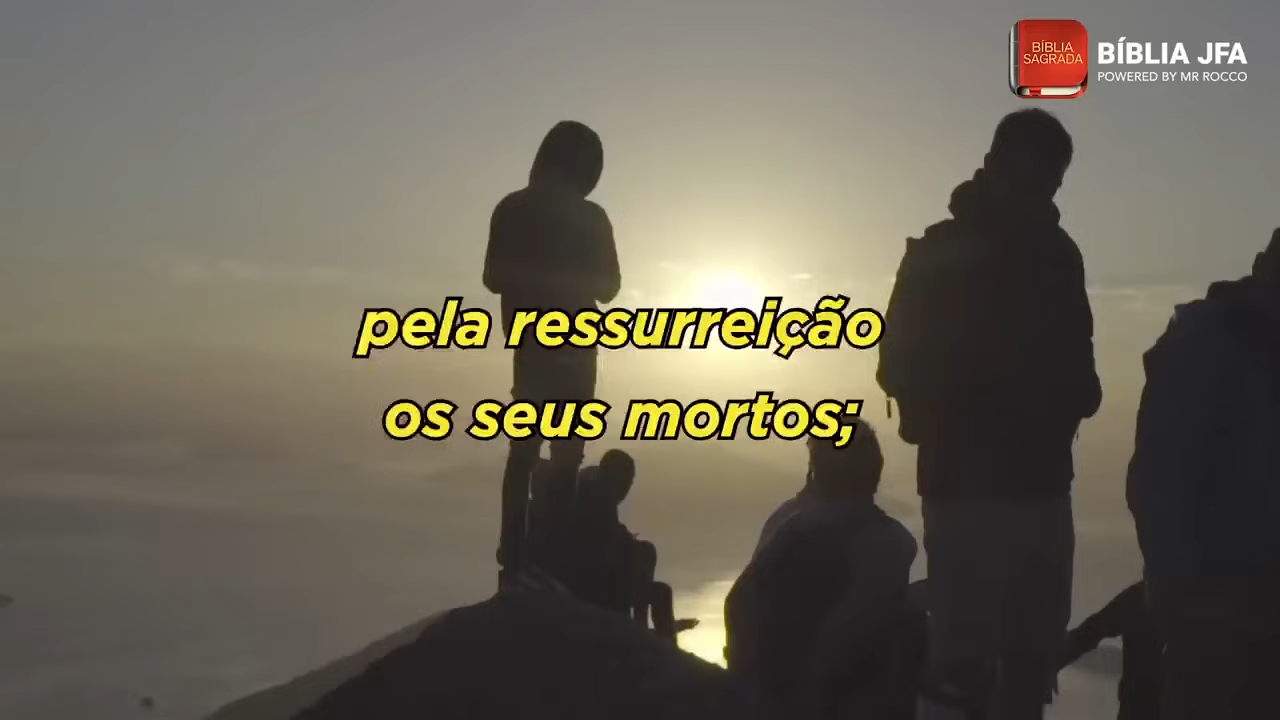 BÍBLIA
SAGRADA
BÍBLIA JFA
POWERED BY MR ROCCO
pela ressurreição
os seus mortos;